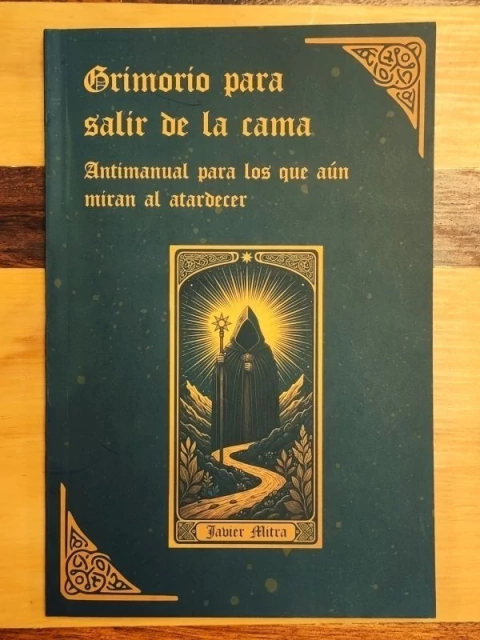 Grimorio para
salir de la cama
Antimanual para los que aún
miran al atardecer
Javier Mitra